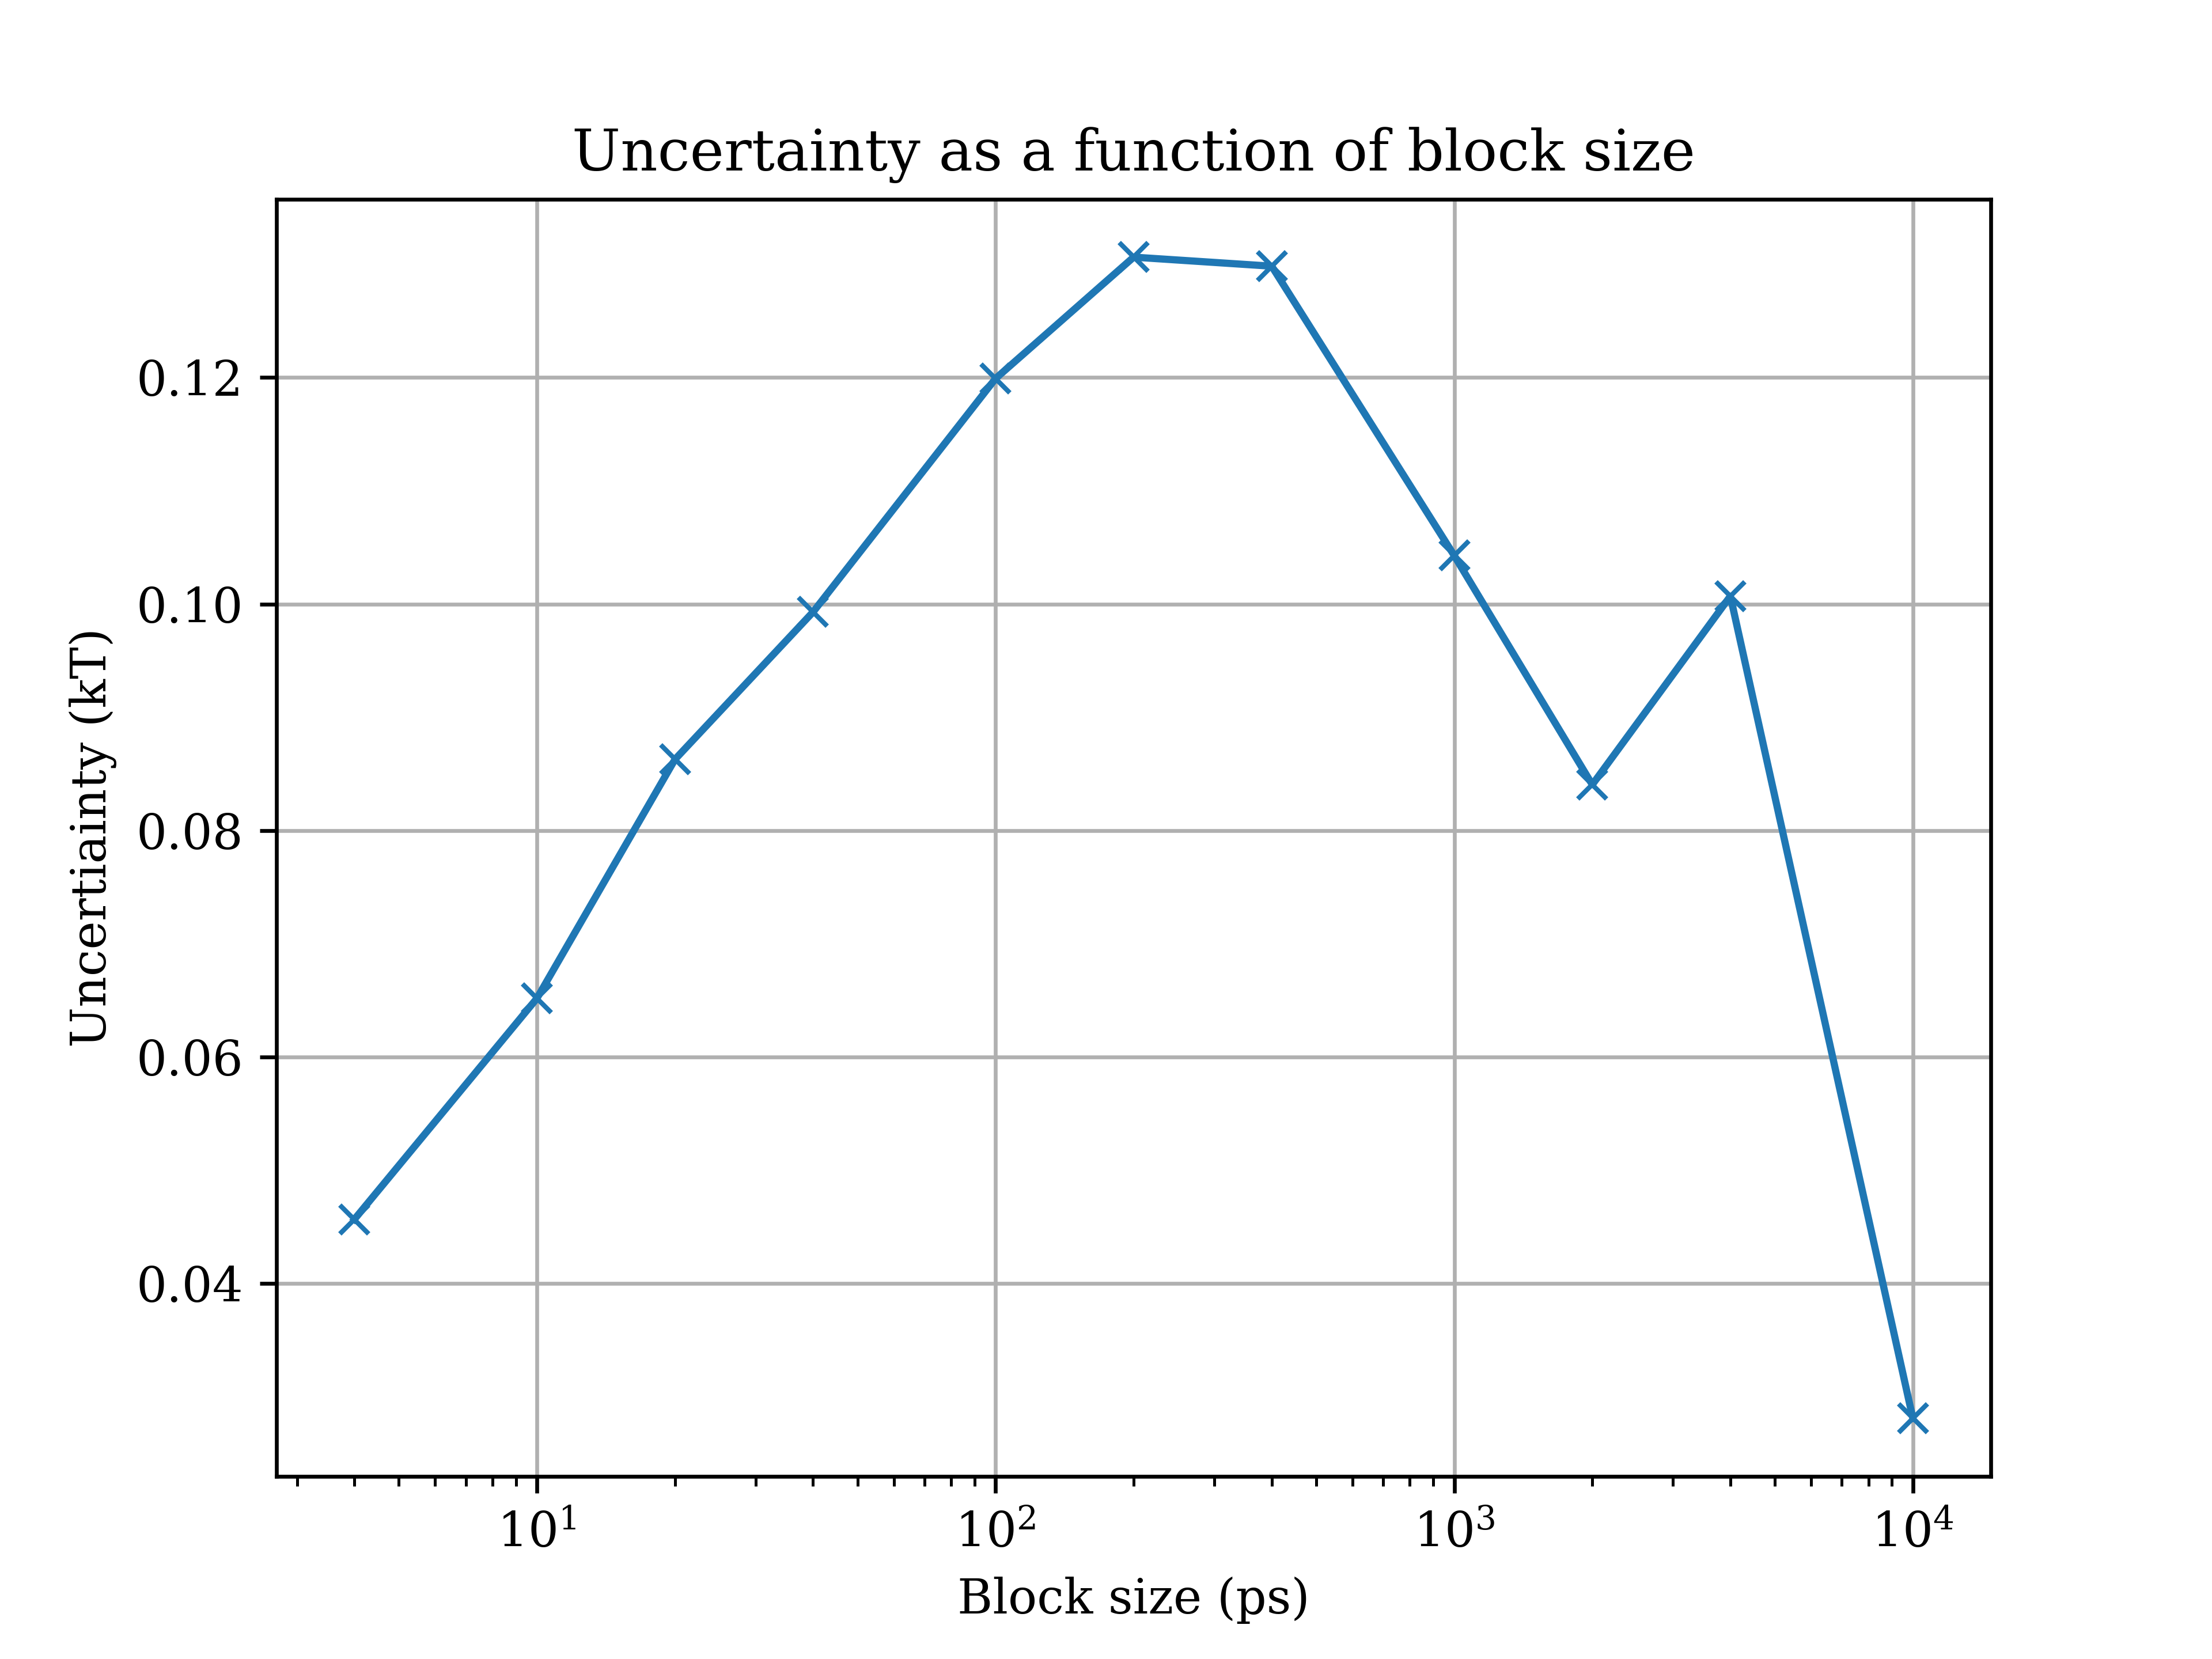 Uncertainty as a function of block size
0.12
0.10
0.08
0.06
0.04
Uncertiainty (kT)
10¹ 10² 10³ 10⁴
Block size (ps)